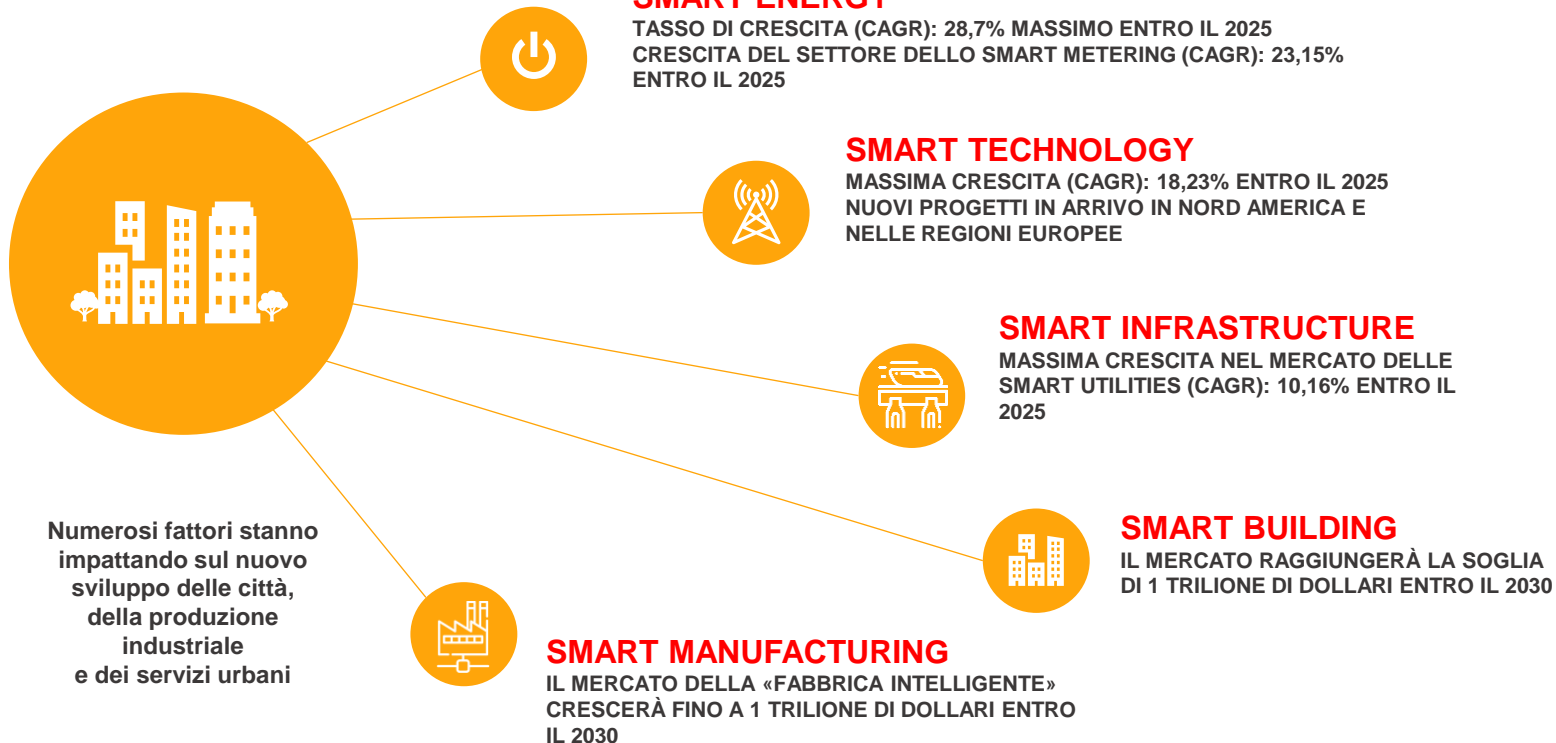 SMART ENERGY
TASSO DI CRESCITA (CAGR): 28,7% MASSIMO ENTRO IL 2025
CRESCITA DEL SETTORE DELLO SMART METERING (CAGR): 23,15%
ENTRO IL 2025
SMART TECHNOLOGY
MASSIMA CRESCITA (CAGR): 18,23% ENTRO IL 2025
NUOVI PROGETTI IN ARRIVO IN NORD AMERICA E
NELLE REGIONI EUROPEE
SMART INFRASTRUCTURE
MASSIMA CRESCITA NEL MERCATO DELLE
SMART UTILITIES (CAGR): 10,16% ENTRO IL
2025
SMART BUILDING
IL MERCATO RAGGIUNGERÀ LA SOGLIA
DI 1 TRILIONE DI DOLLARI ENTRO IL 2030
Numerosi fattori stanno
impattando sul nuovo
sviluppo delle città,
della produzione
industriale
e dei servizi urbani
SMART MANUFACTURING
IL MERCATO DELLA «FABBRICA INTELLIGENTE»
CRESCERÀ FINO A 1 TRILIONE DI DOLLARI ENTRO
IL 2030